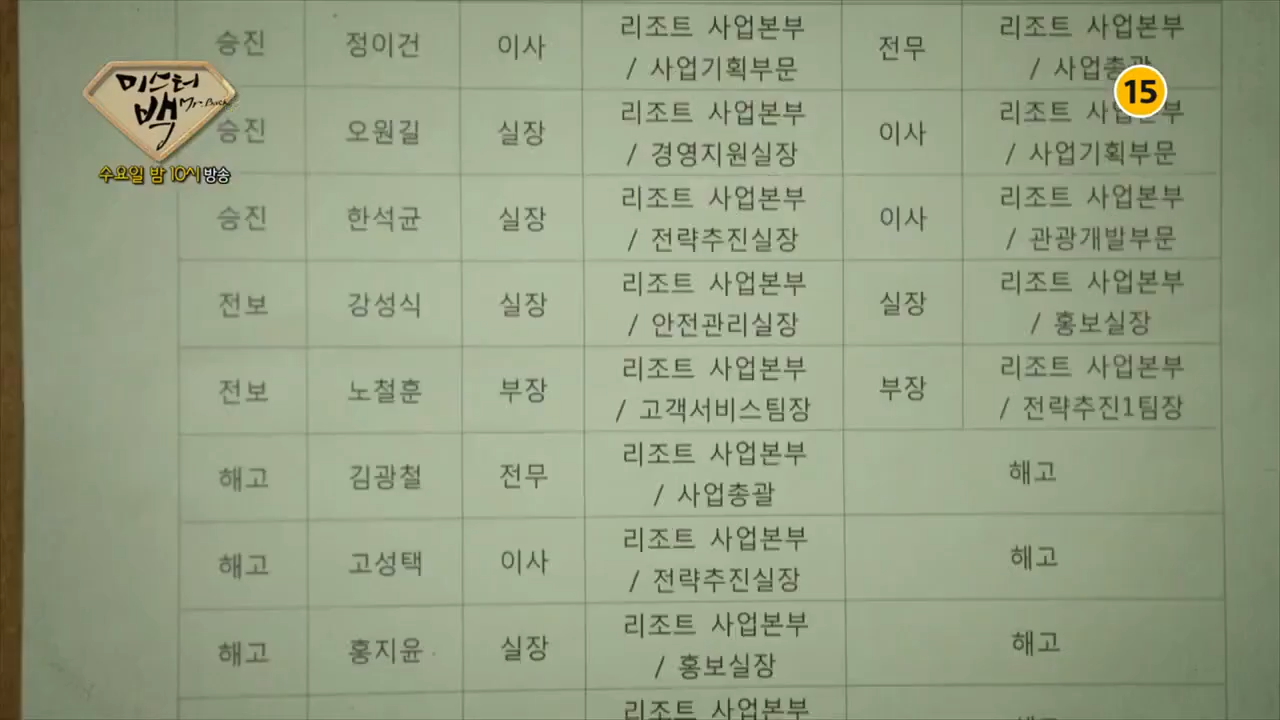 미스터
백
Mr. Back
수요일 밤 10시 방송
15
승진 정이건 이사 리조트 사업본부 / 사업기획부문 전무 리조트 사업본부 / 사업총괄
승진 오원길 실장 리조트 사업본부 / 경영지원실장 이사 리조트 사업본부 / 사업기획부문
승진 한석균 실장 리조트 사업본부 / 전략추진실장 이사 리조트 사업본부 / 관광개발부문
전보 강성식 실장 리조트 사업본부 / 안전관리실장 실장 리조트 사업본부 / 홍보실장
전보 노철훈 부장 리조트 사업본부 / 고객서비스팀장 부장 리조트 사업본부 / 전략추진1팀장
해고 김광철 전무 리조트 사업본부 / 사업총괄 해고
해고 고성택 이사 리조트 사업본부 / 전략추진실장 해고
해고 홍지윤 실장 리조트 사업본부 / 홍보실장 해고
리조트 사업본부